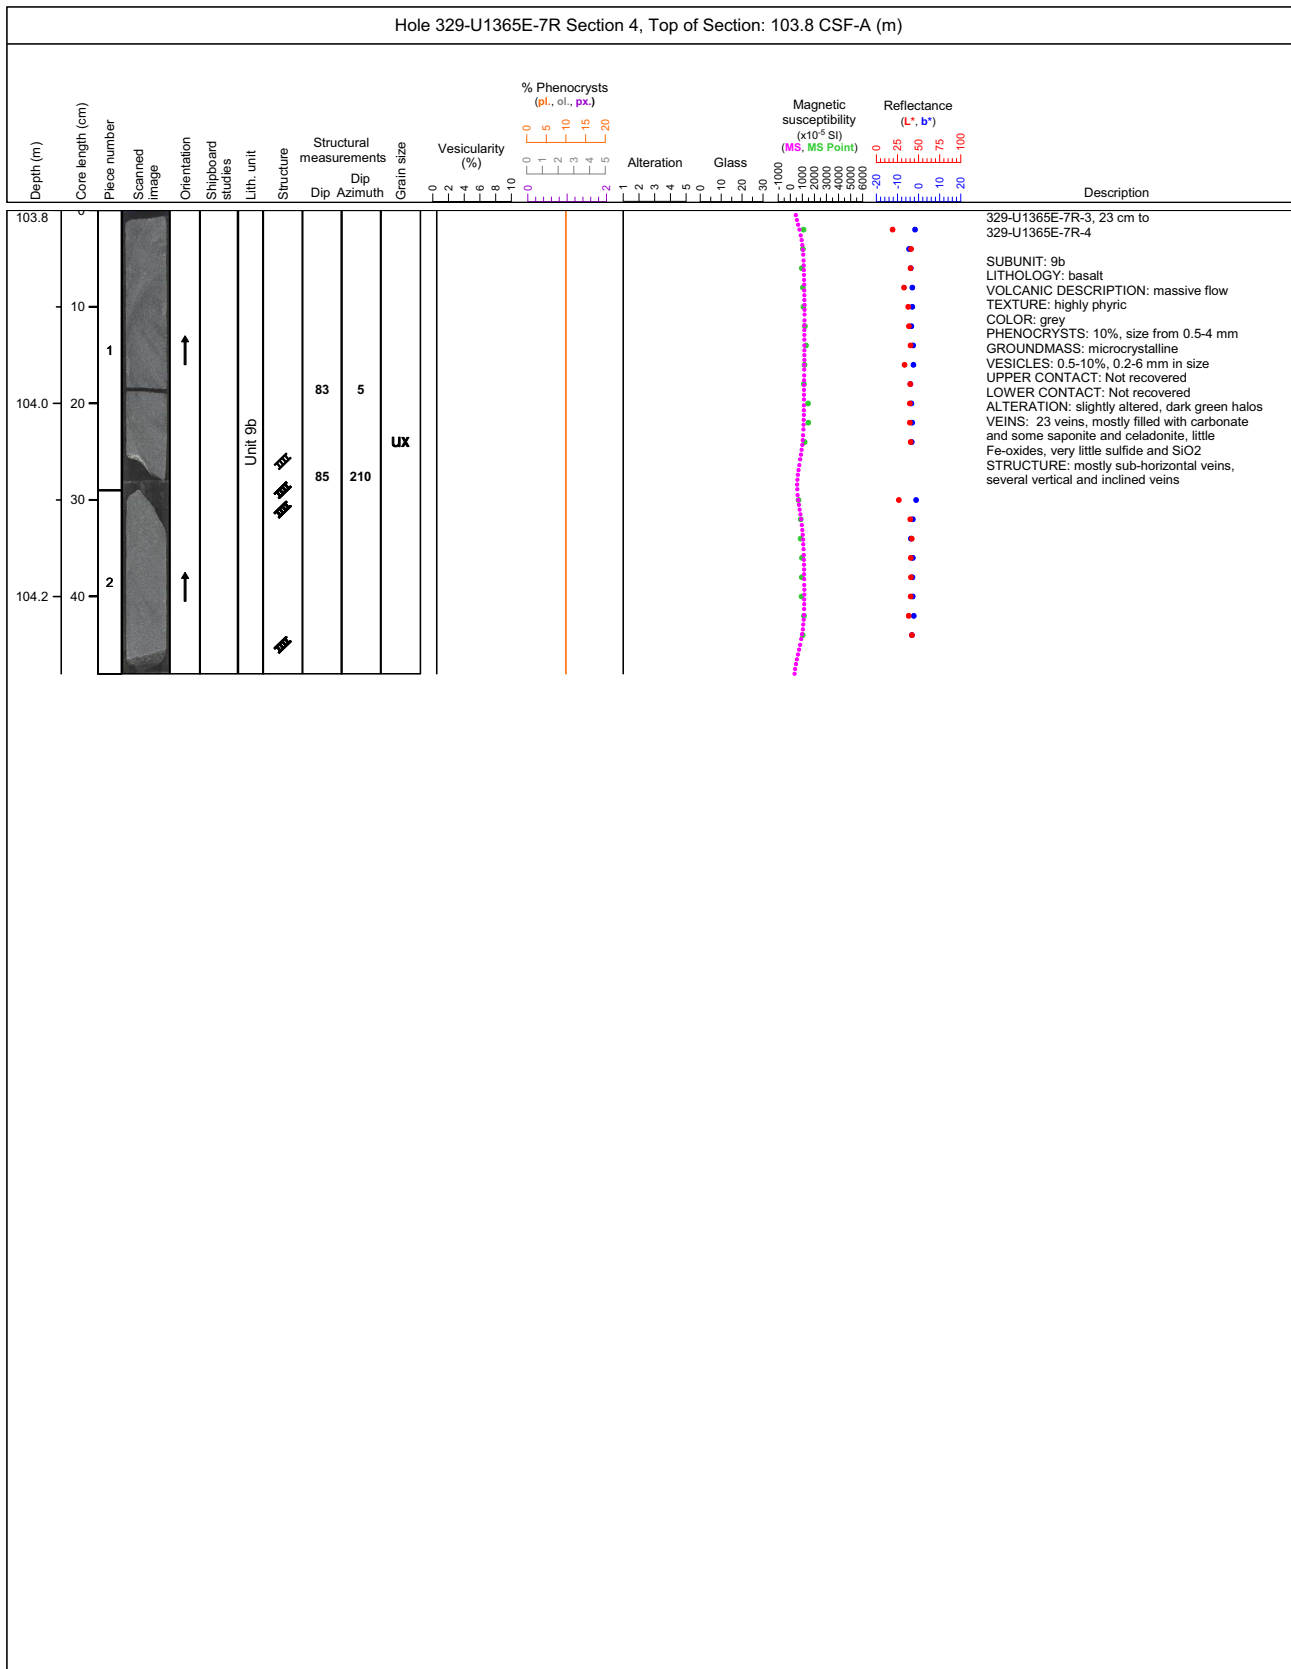 Hole 329-U1365E-7R Section 4, Top of Section: 103.8 CSF-A (m)
Depth (m)
Core length (cm)
Piece number
Scanned
image
Orientation
Shipboard
studies
Lith. unit
Structure
Structural
measurements
Dip
Dip
Azimuth
Grain size
Vesicularity
(%)
0 2 4 6 8 10
% Phenocrysts
(pl., ol., px.)
0 5 10 15 20
0 1 2 3 4 5
0 2
Alteration
1 2 3 4 5
Glass
0 10 20 30
Magnetic
susceptibility
(x10-5 SI)
(MS, MS Point)
-1000 0 1000 2000 3000 4000 5000 6000
Reflectance
(L*, b*)
0 25 50 75 100
-20 -10 0 10 20
Description
103.8
104.0
104.2
0
10
20
30
40
1
2
Unit 9b
83 5
85 210
ux
329-U1365E-7R-3, 23 cm to
329-U1365E-7R-4
SUBUNIT: 9b
LITHOLOGY: basalt
VOLCANIC DESCRIPTION: massive flow
TEXTURE: highly phyric
COLOR: grey
PHENOCRYSTS: 10%, size from 0.5-4 mm
GROUNDMASS: microcrystalline
VESICLES: 0.5-10%, 0.2-6 mm in size
UPPER CONTACT: Not recovered
LOWER CONTACT: Not recovered
ALTERATION: slightly altered, dark green halos
VEINS: 23 veins, mostly filled with carbonate
and some saponite and celadonite, little
Fe-oxides, very little sulfide and SiO2
STRUCTURE: mostly sub-horizontal veins,
several vertical and inclined veins